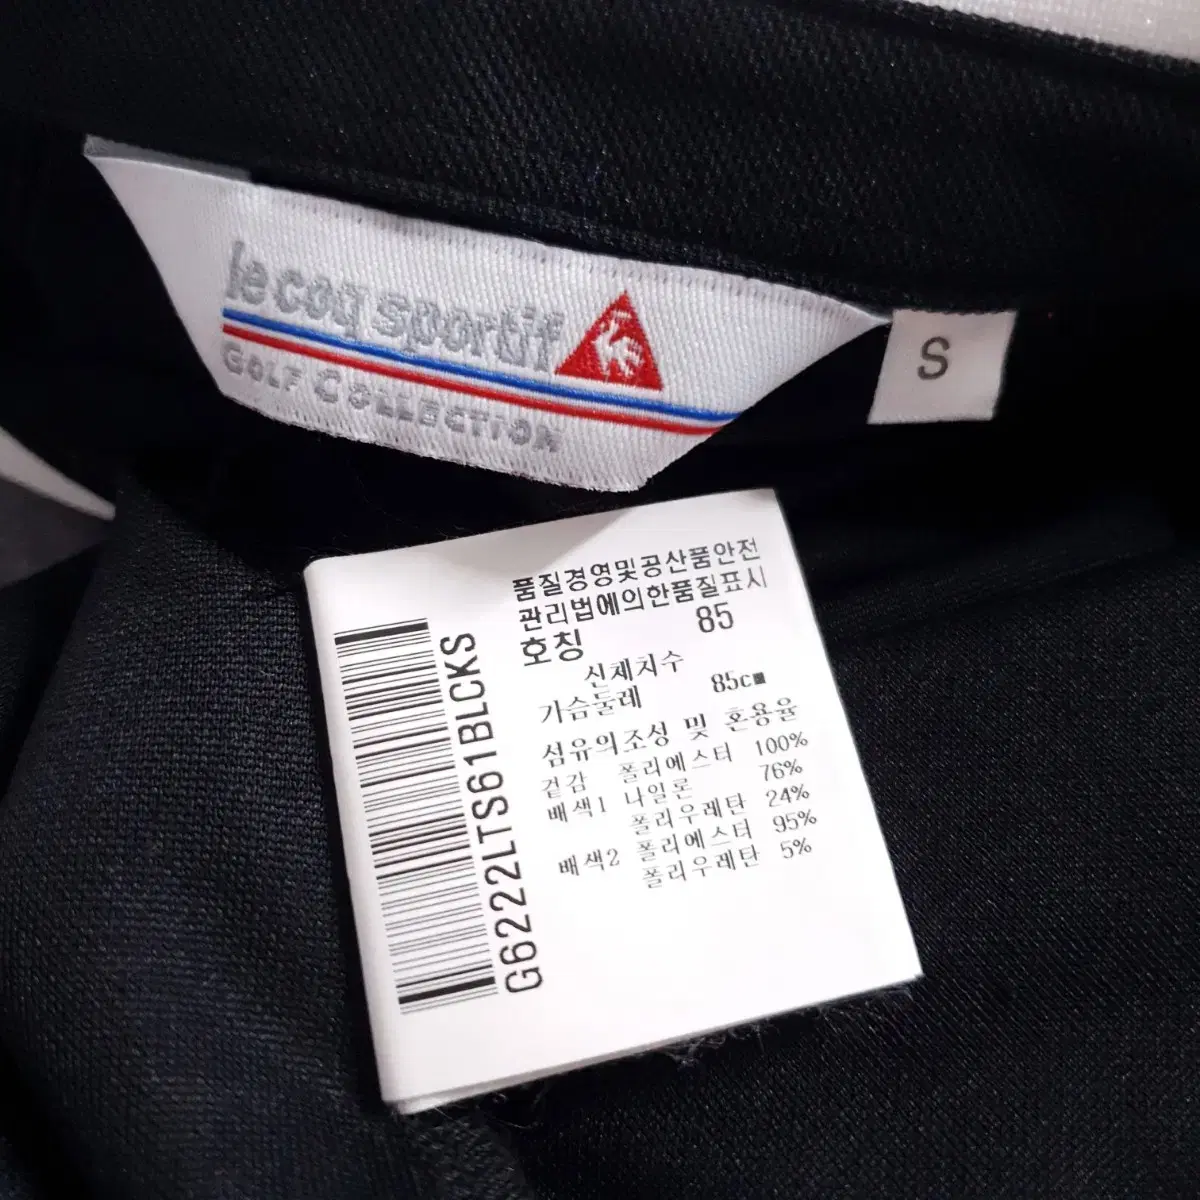 le coq sportif
GOLF COLLECTION
S
품질경영및공산품안전
관리법에의한품질표시
호칭 85
신체치수
가슴둘레 85c■
섬유의조성 및 혼용율
겉감 폴리에스터 100%
배색1 나일론 76%
폴리우레탄 24%
배색2 폴리에스터 95%
폴리우레탄 5%
G6222LTS61BLCKS